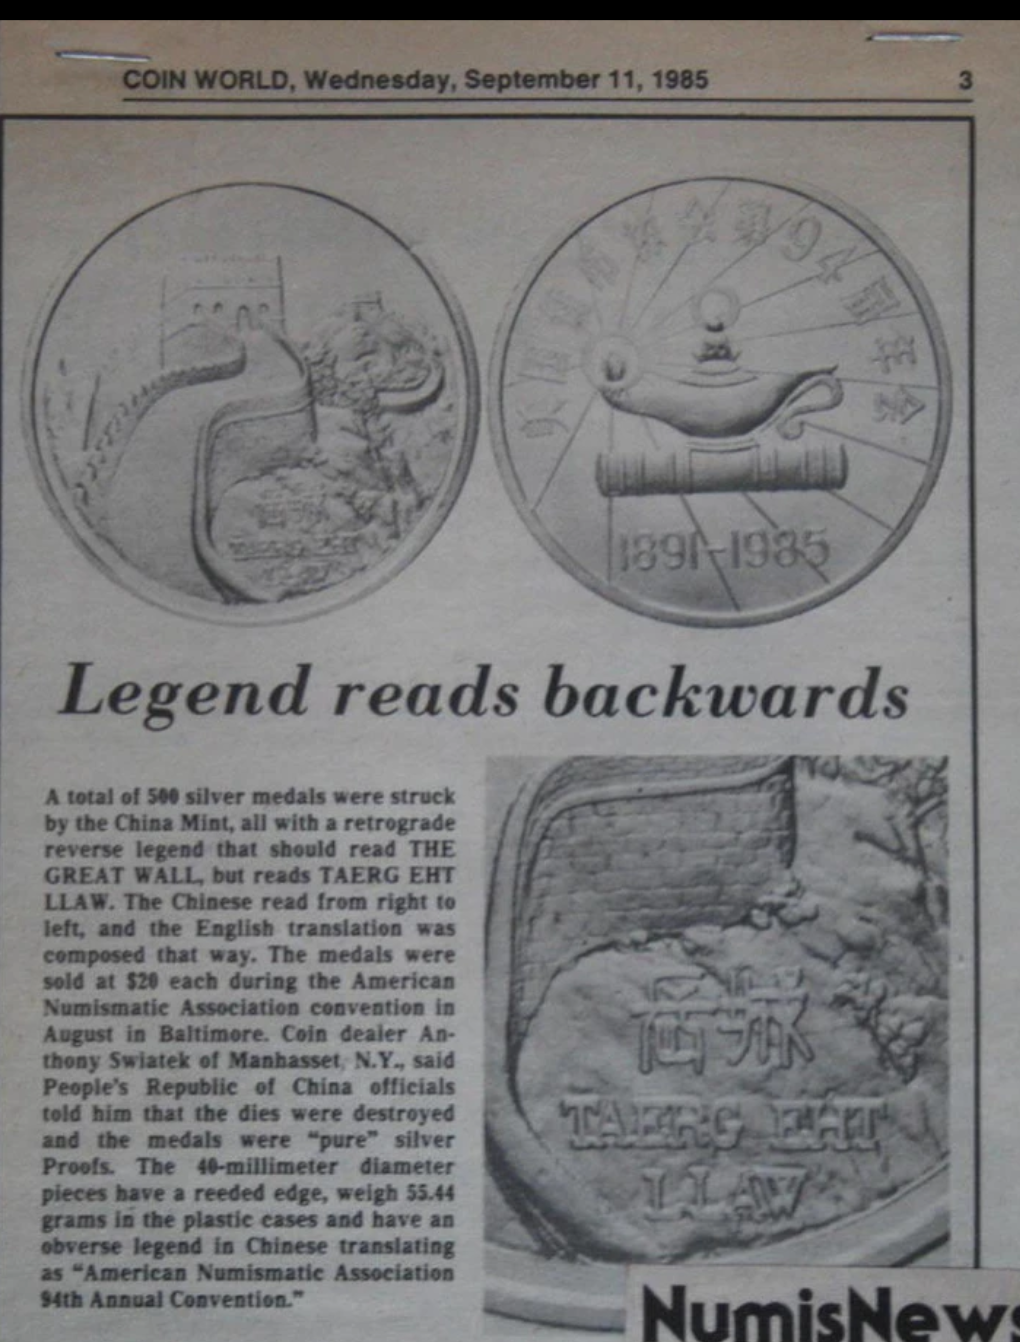 COIN WORLD, Wednesday, September 11, 1985 3
94 届年会
1891-1985
TAERG EHT
Legend reads backwards
A total of 500 silver medals were struck
by the China Mint, all with a retrograde
reverse legend that should read THE
GREAT WALL, but reads TAERG EHT
LLAW. The Chinese read from right to
left, and the English translation was
composed that way. The medals were
sold at $20 each during the American
Numismatic Association convention in
August in Baltimore. Coin dealer An-
thony Swiatek of Manhasset, N.Y., said
People's Republic of China officials
told him that the dies were destroyed
and the medals were “pure” silver
Proofs. The 40-millimeter diameter
pieces have a reeded edge, weigh 55.44
grams in the plastic cases and have an
obverse legend in Chinese translating
as “American Numismatic Association
94th Annual Convention.”
TAERG EHT
LLAW
NumisNews